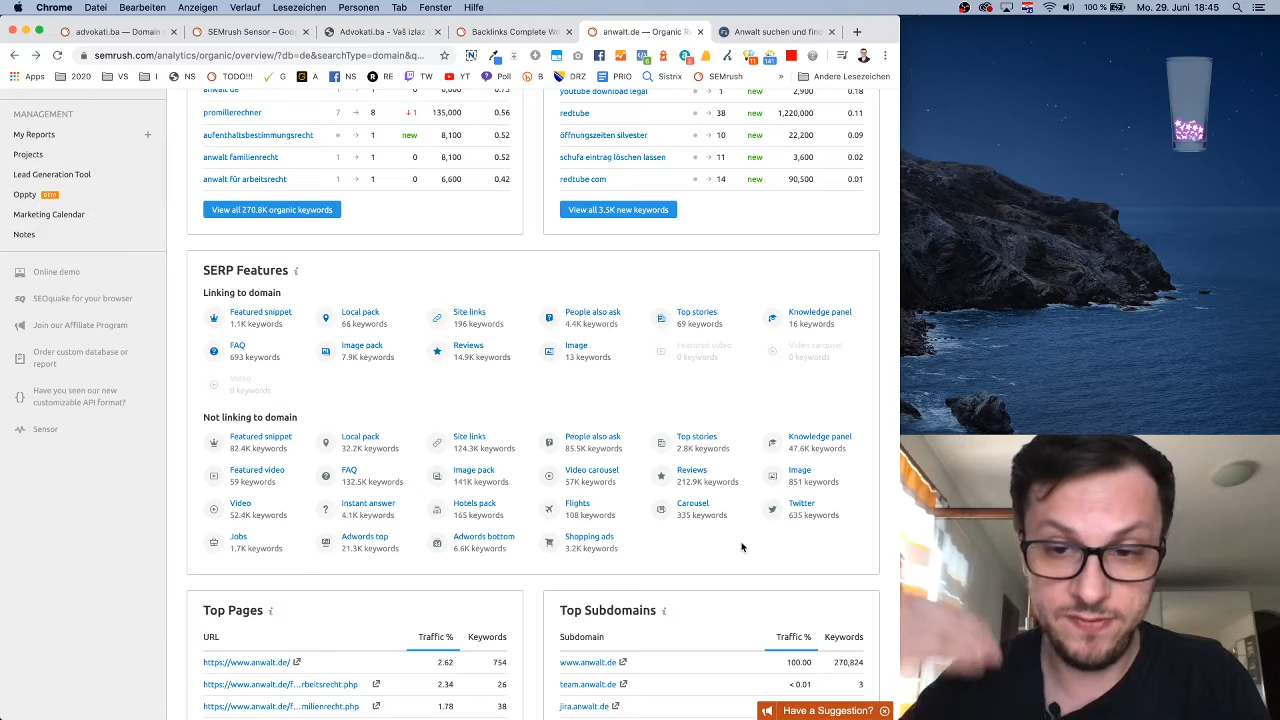 Chrome Datei Bearbeiten Anzeigen Verlauf Lesezeichen Personen Tab Fenster Hilfe 100 % Mo. 29. Juni 18:45
advokati.ba — Domain
SEMrush Sensor – Goo
Advokati.ba - Vaš izlaz
Backlinks Complete Wo
anwalt.de — Organic R
Anwalt suchen und find
semrush.com/analytics/organic/overview/?db=de&searchType=domain&q...
Apps 2020 VS I NS TODO!!! G A NS RE TW YT Poll B DRZ PRIO Sistrix SEMrush » Andere Lesezeichen
MANAGEMENT
My Reports +
Projects
Lead Generation Tool
Oppty BETA
Marketing Calendar
Notes
Online demo
SEOquake for your browser
Join our Affiliate Program
Order custom database or
report
Have you seen our new
customizable API format?
Sensor
promillerechner 7 → 8 ↓ 1 135,000 0.56
aufenthaltsbestimmungsrecht → 1 new 8,100 0.52
anwalt familienrecht 1 → 1 0 8,100 0.52
anwalt für arbeitsrecht 1 → 1 0 6,600 0.42
View all 270.8K organic keywords
youtube download legal → 1 new 2,900 0.18
redtube → 38 new 1,220,000 0.11
öffnungszeiten silvester → 10 new 22,200 0.09
schufa eintrag löschen lassen → 11 new 3,600 0.02
redtube com → 14 new 90,500 0.01
View all 3.5K new keywords
SERP Features i
Linking to domain
Featured snippet Local pack Site links People also ask Top stories Knowledge panel
1.1K keywords 66 keywords 196 keywords 4.4K keywords 69 keywords 16 keywords
FAQ Image pack Reviews Image Featured video Video carousel
693 keywords 7.9K keywords 14.9K keywords 13 keywords 0 keywords 0 keywords
Video
0 keywords
Not linking to domain
Featured snippet Local pack Site links People also ask Top stories Knowledge panel
82.4K keywords 32.2K keywords 124.3K keywords 85.5K keywords 2.8K keywords 47.6K keywords
Featured video FAQ Image pack Video carousel Reviews Image
59 keywords 132.5K keywords 141K keywords 57K keywords 212.9K keywords 851 keywords
Video Instant answer Hotels pack Flights Carousel Twitter
52.4K keywords 4.1K keywords 165 keywords 108 keywords 335 keywords 635 keywords
Jobs Adwords top Adwords bottom Shopping ads
1.7K keywords 21.3K keywords 6.6K keywords 3.2K keywords
Top Pages i
URL Traffic % Keywords
https://www.anwalt.de/ 2.62 754
https://www.anwalt.de/f...rbeitsrecht.php 2.34 26
https://www.anwalt.de/f...milienrecht.php 1.78 38
Top Subdomains i
Subdomain Traffic % Keywords
www.anwalt.de 100.00 270,824
team.anwalt.de < 0.01 3
jira.anwalt.de
Have a Suggestion?